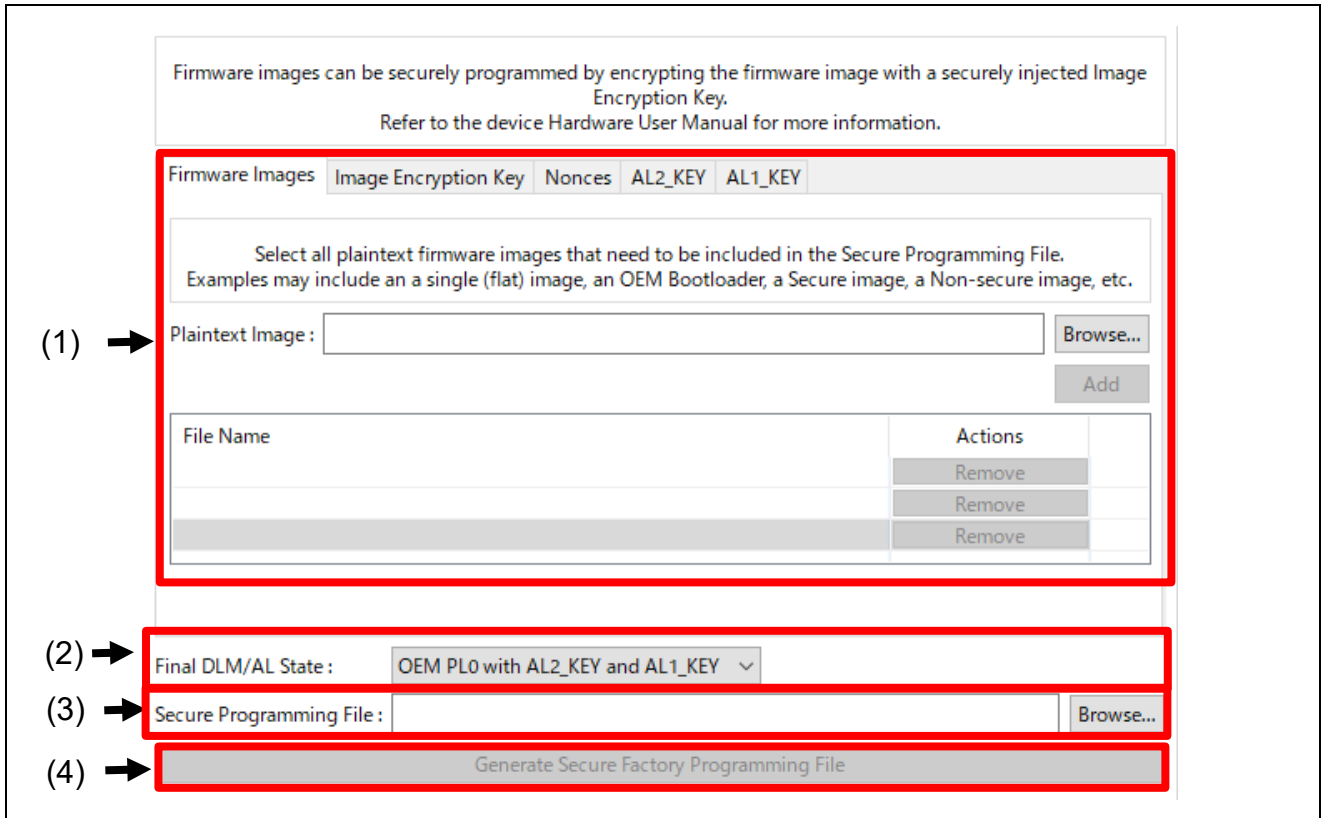 Firmware images can be securely programmed by encrypting the firmware image with a securely injected Image
Encryption Key.
Refer to the device Hardware User Manual for more information.
Firmware Images Image Encryption Key Nonces AL2_KEY AL1_KEY
Select all plaintext firmware images that need to be included in the Secure Programming File.
Examples may include an a single (flat) image, an OEM Bootloader, a Secure image, a Non-secure image, etc.
(1) Plaintext Image : Browse...
Add
File Name Actions
Remove
Remove
Remove
(2) Final DLM/AL State : OEM PL0 with AL2_KEY and AL1_KEY
(3) Secure Programming File : Browse...
(4) Generate Secure Factory Programming File